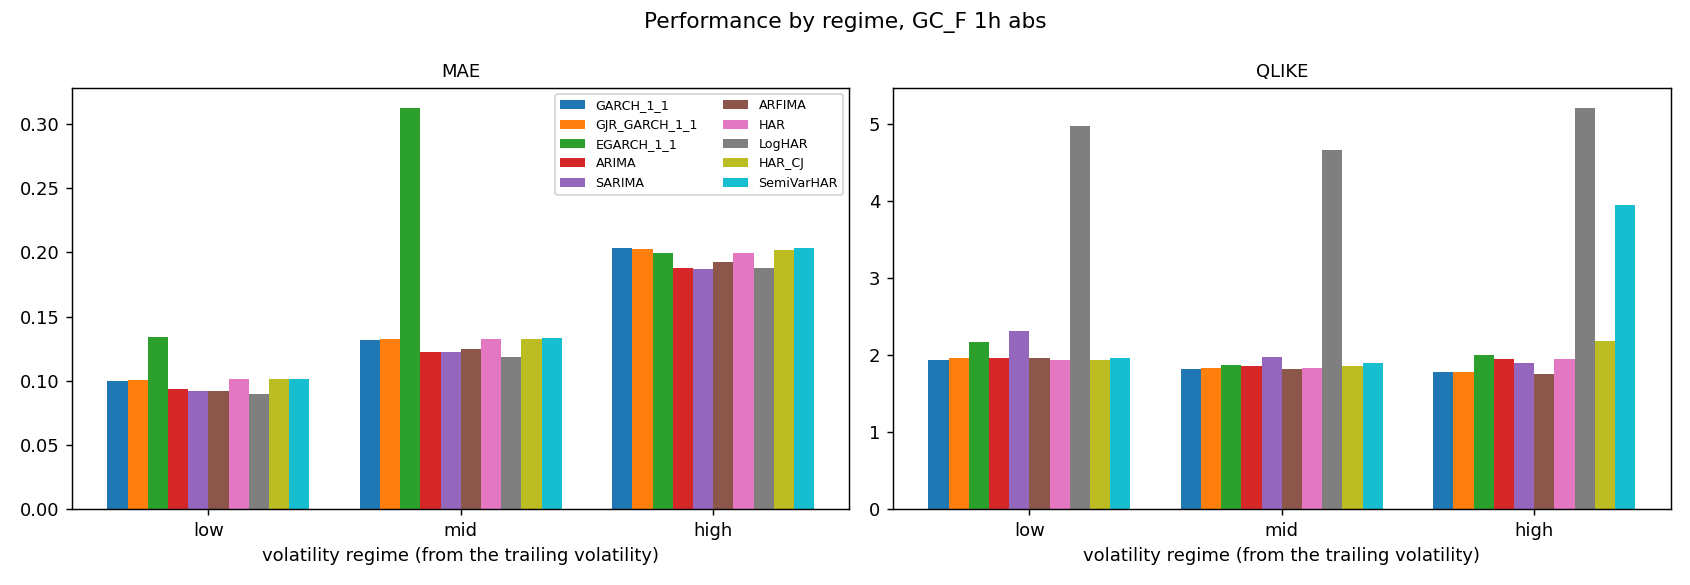 Performance by regime, GC_F 1h abs
MAE
0.30
0.25
0.20
0.15
0.10
0.05
0.00
GARCH_1_1
GJR_GARCH_1_1
EGARCH_1_1
ARIMA
SARIMA
ARFIMA
HAR
LogHAR
HAR_CJ
SemiVarHAR
low mid high
volatility regime (from the trailing volatility)
QLIKE
5
4
3
2
1
0
low mid high
volatility regime (from the trailing volatility)